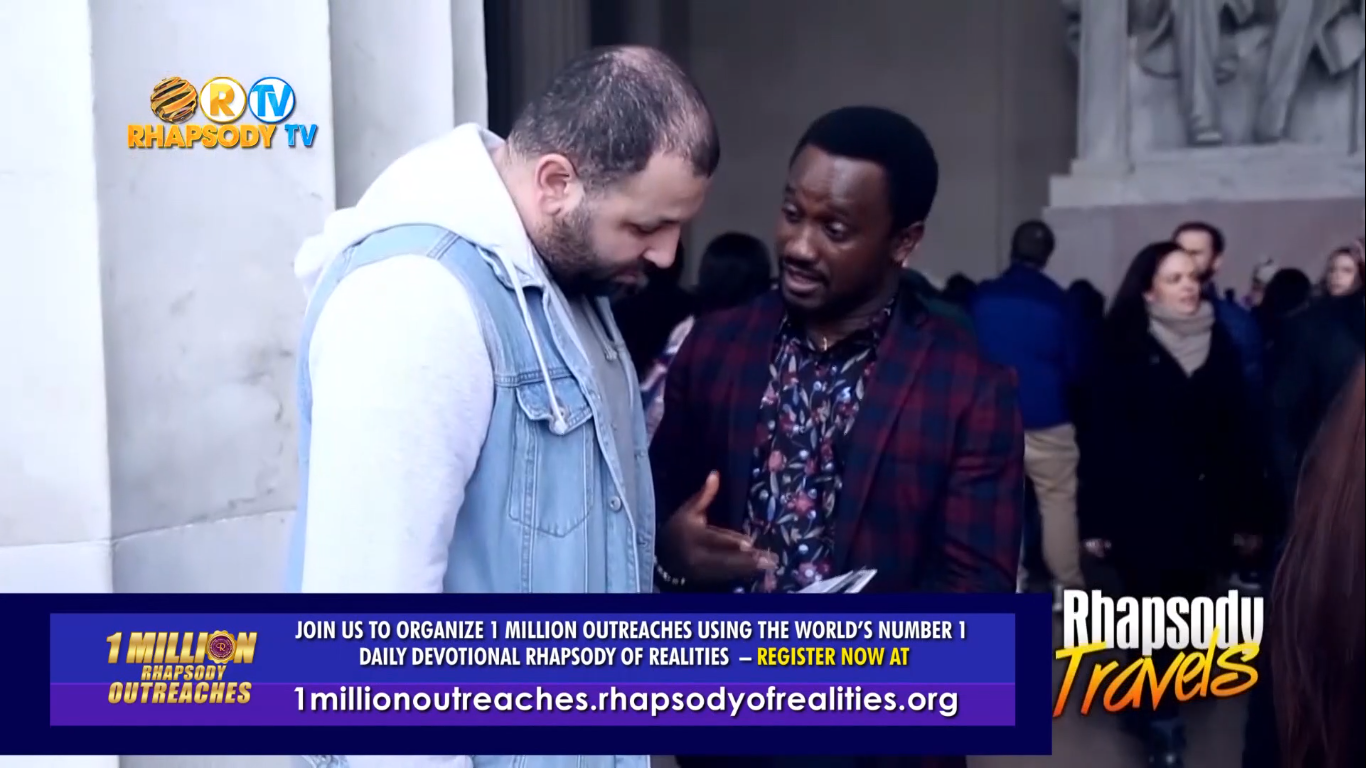 R TV
RHAPSODY TV
1 MILLION
RHAPSODY
OUTREACHES
JOIN US TO ORGANIZE 1 MILLION OUTREACHES USING THE WORLD'S NUMBER 1
DAILY DEVOTIONAL RHAPSODY OF REALITIES – REGISTER NOW AT
1millionoutreaches.rhapsodyofrealities.org
Rhapsody
Travels